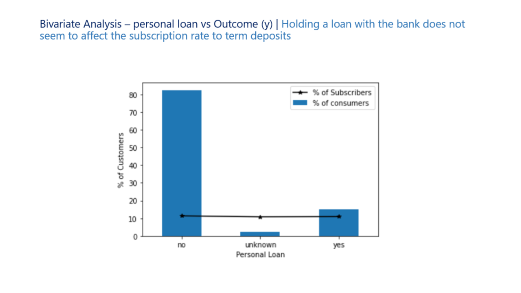 Bivariate Analysis – personal loan vs Outcome (y) | Holding a loan with the bank does not
seem to affect the subscription rate to term deposits
% of Subscribers
% of consumers
80
70
60
50
40
30
20
10
0
% of Customers
no unknown yes
Personal Loan